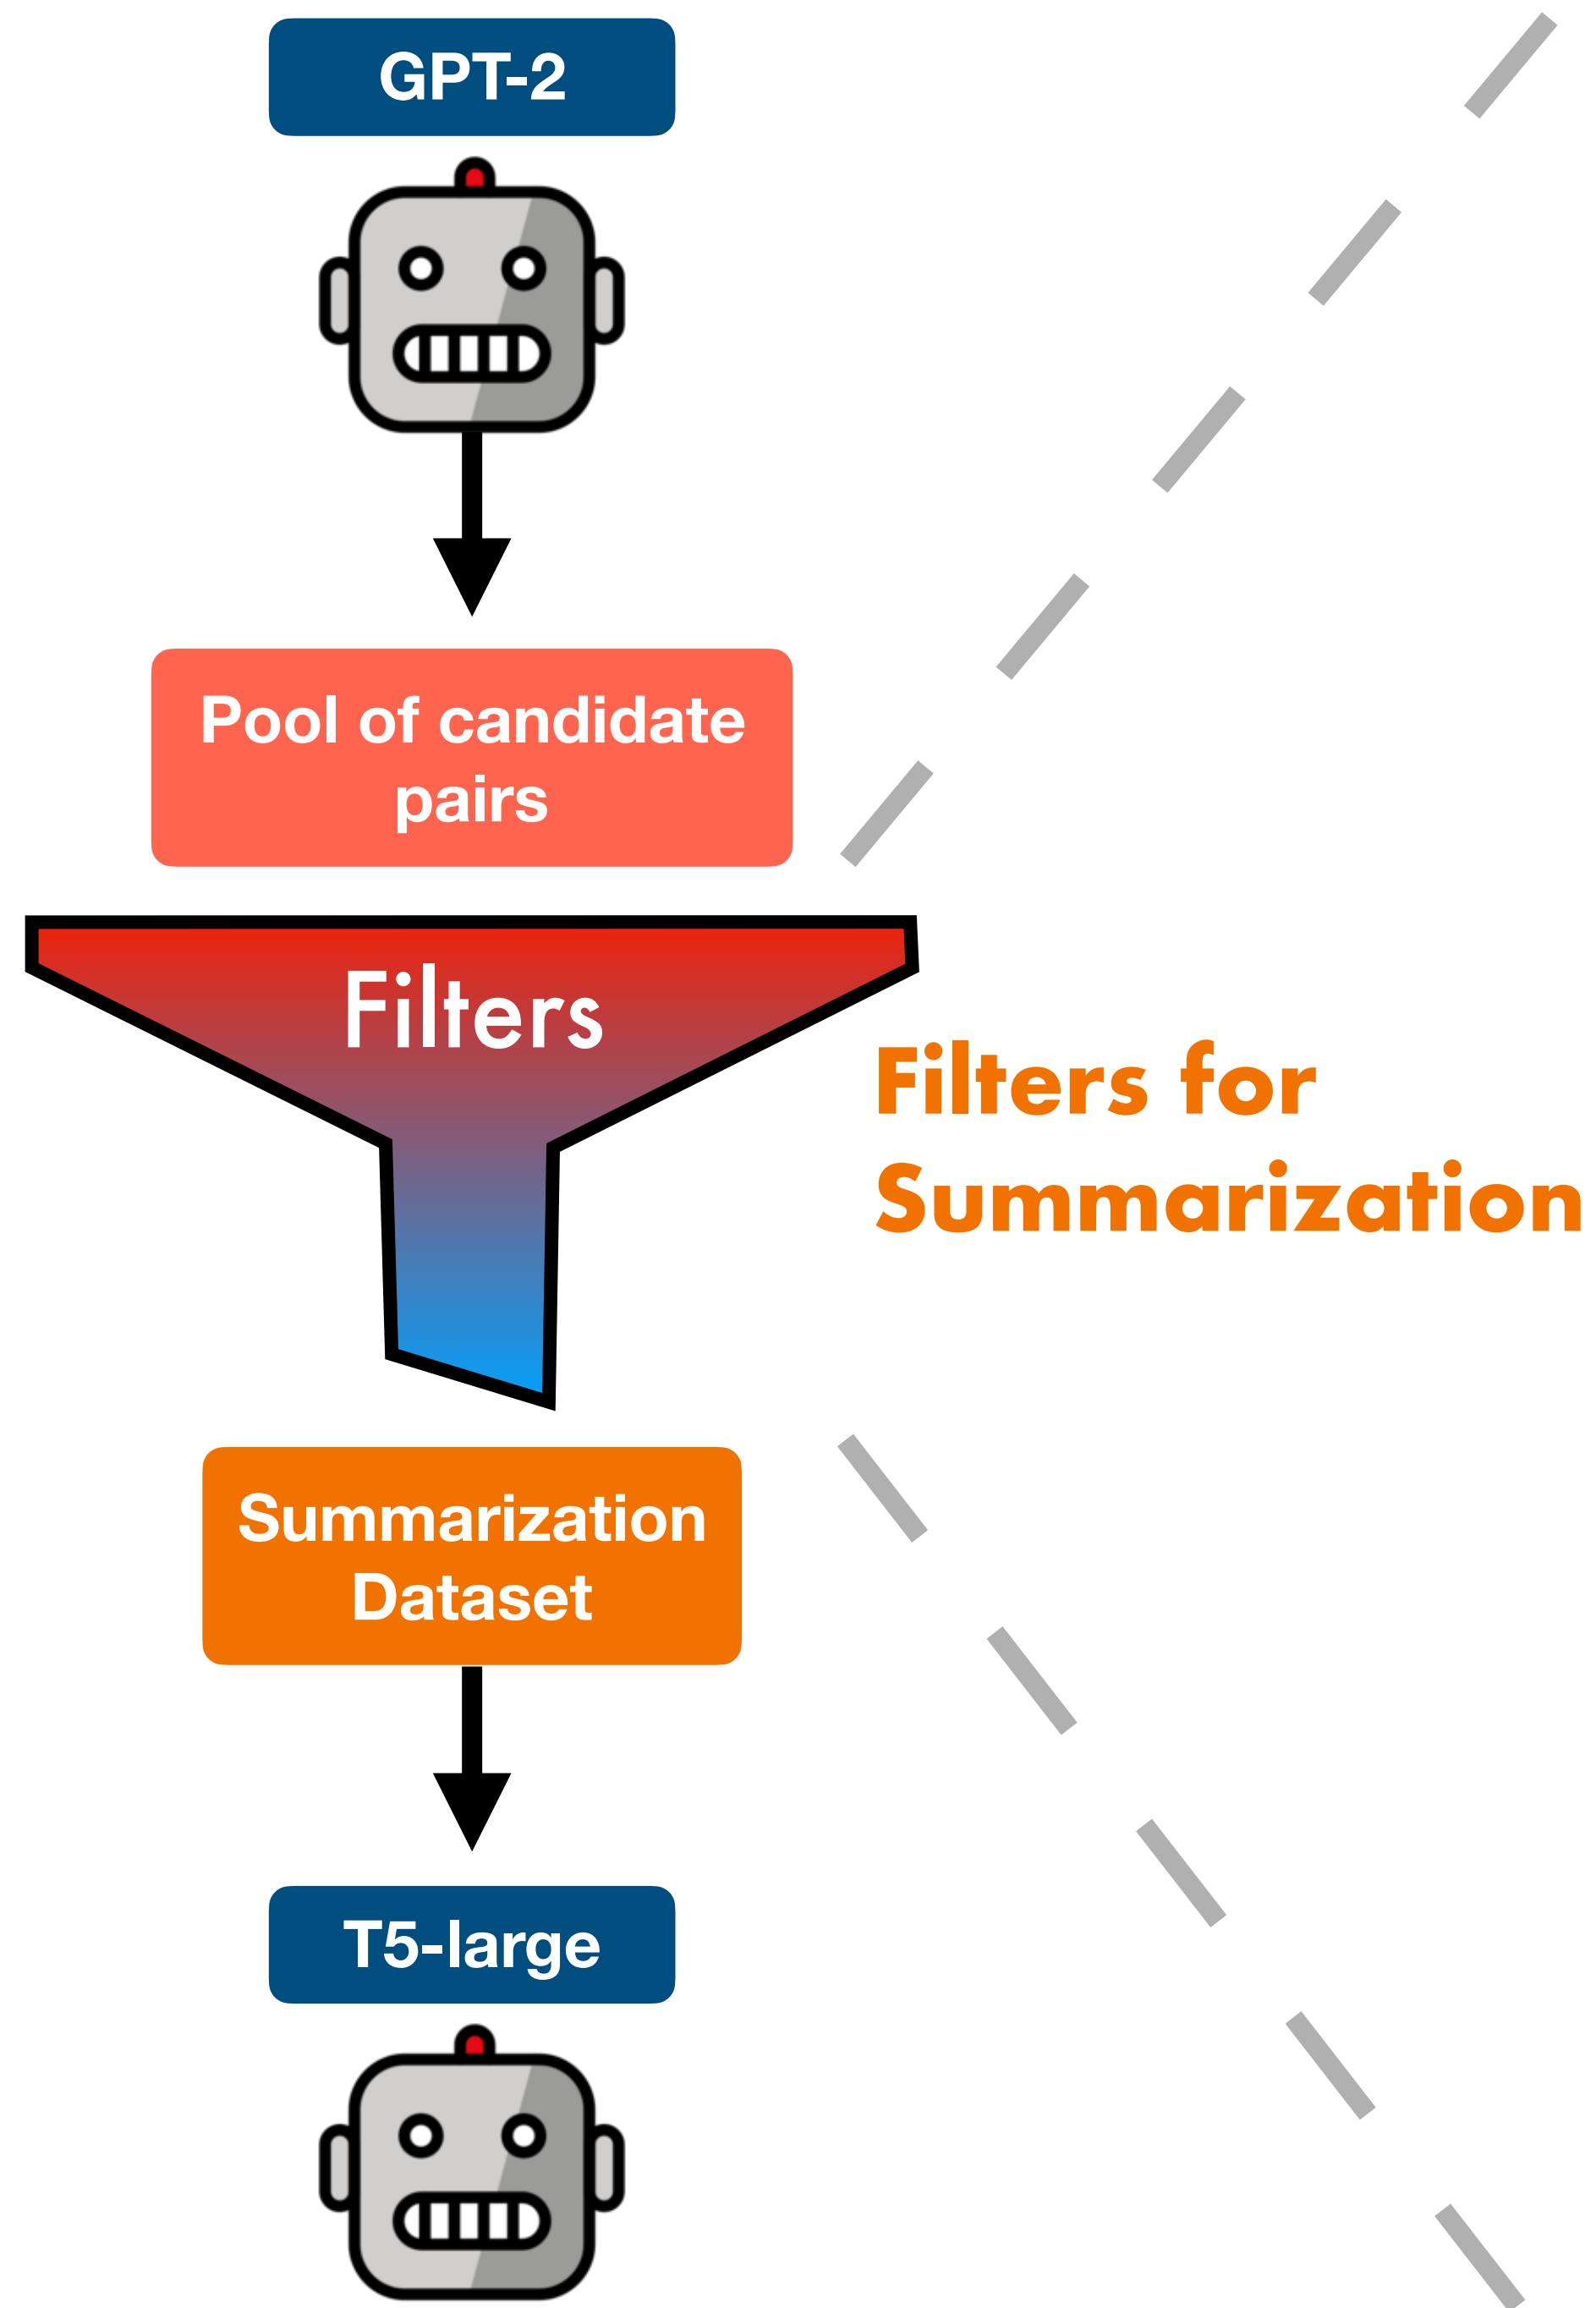 GPT-2
Pool of candidate
pairs
Filters
Filters for
Summarization
Summarization
Dataset
T5-large